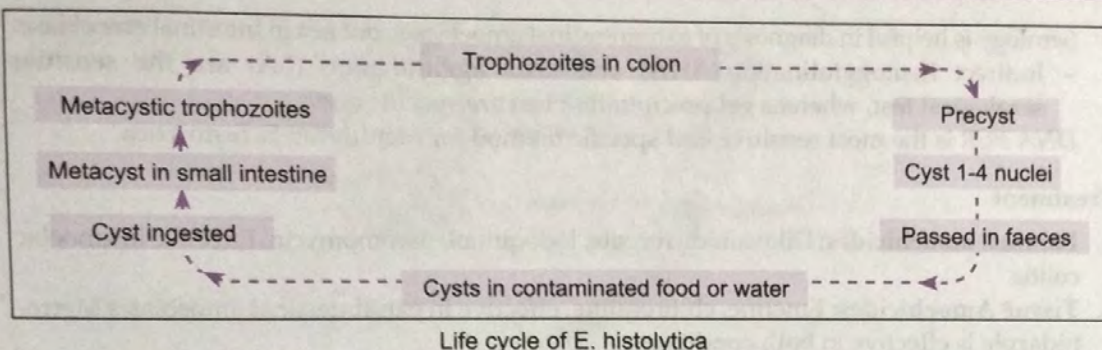 Trophozoites in colon
Metacystic trophozoites
Precyst
Metacyst in small intestine
Cyst 1-4 nuclei
Cyst ingested
Passed in faeces
Cysts in contaminated food or water
Life cycle of E. histolytica